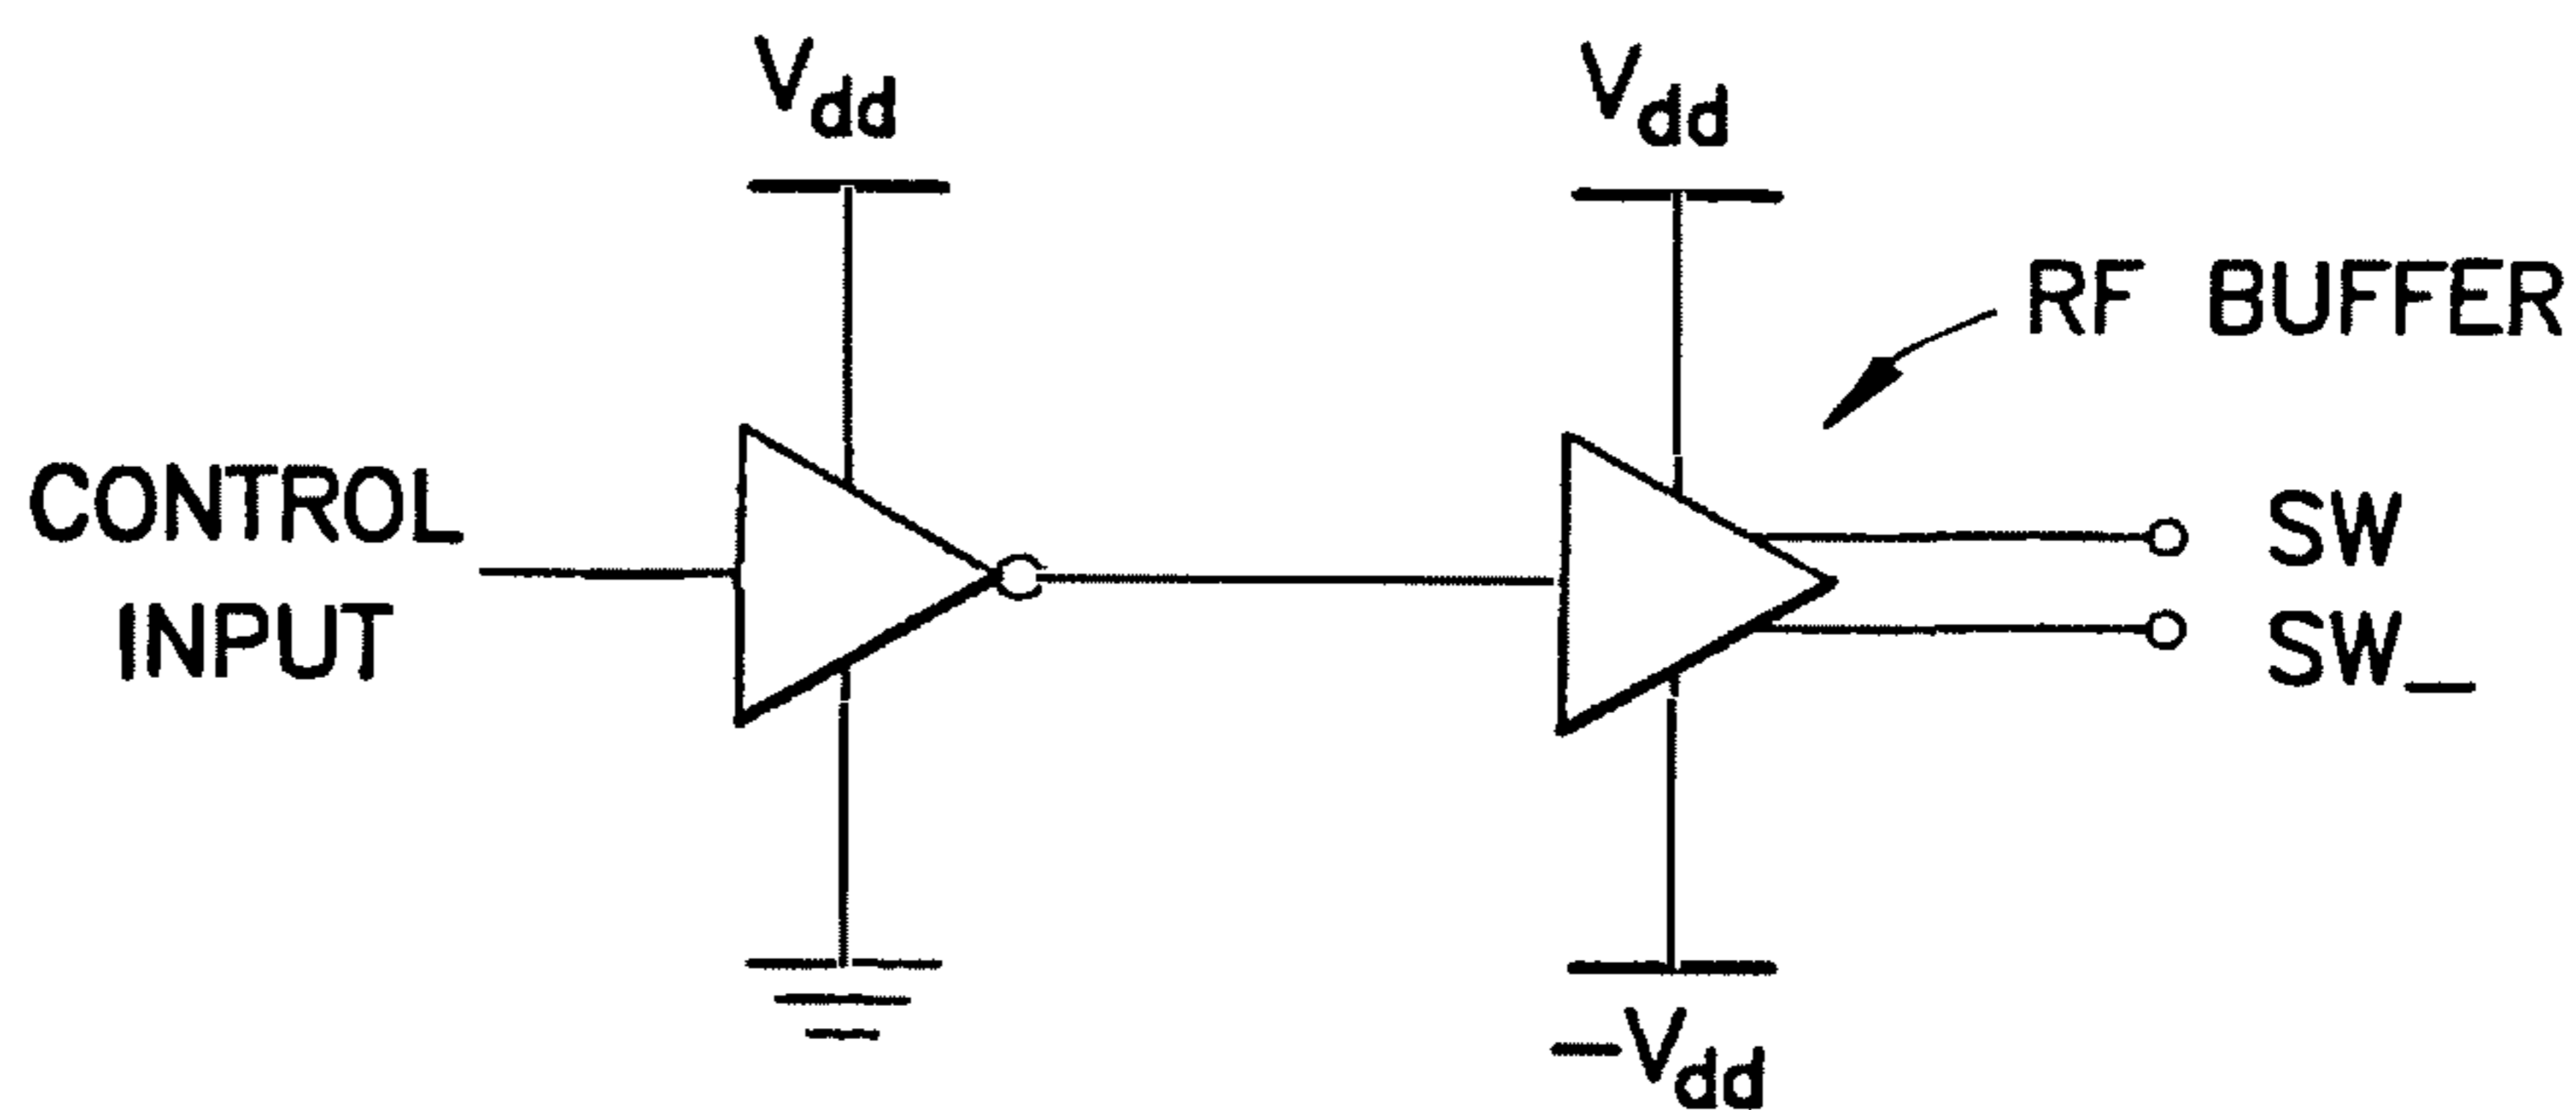 Vdd
Vdd
RF BUFFER
CONTROL
INPUT
SW
SW_
-Vdd